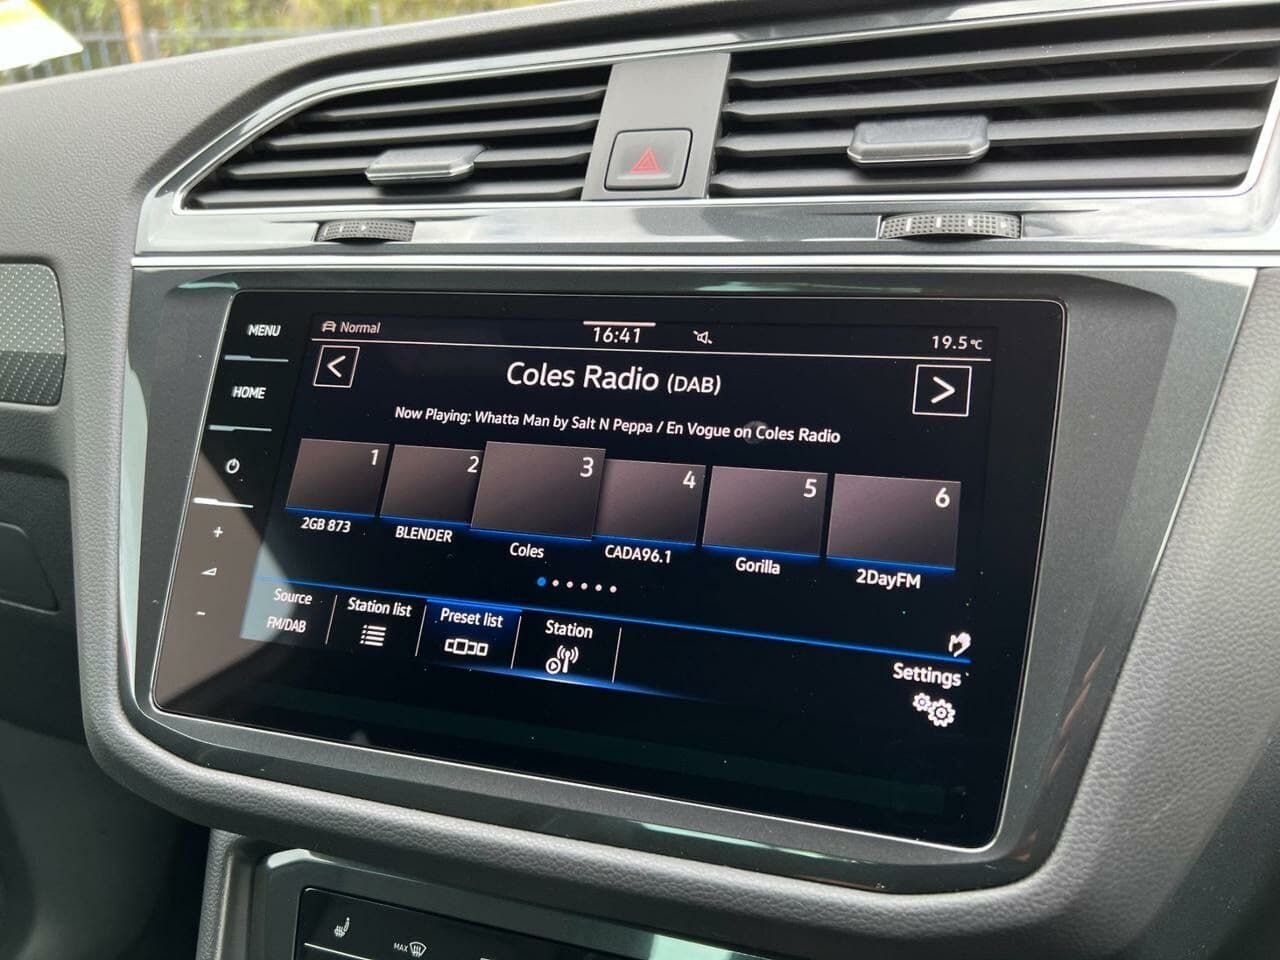 MENU
HOME
+
-
Normal
16:41
19.5°C
<
Coles Radio (DAB)
>
Now Playing: Whatta Man by Salt N Peppa / En Vogue on Coles Radio
1
2
3
4
5
6
2GB 873
BLENDER
Coles
CADA96.1
Gorilla
2DayFM
Source
FM/DAB
Station list
Preset list
Station
Settings
MAX